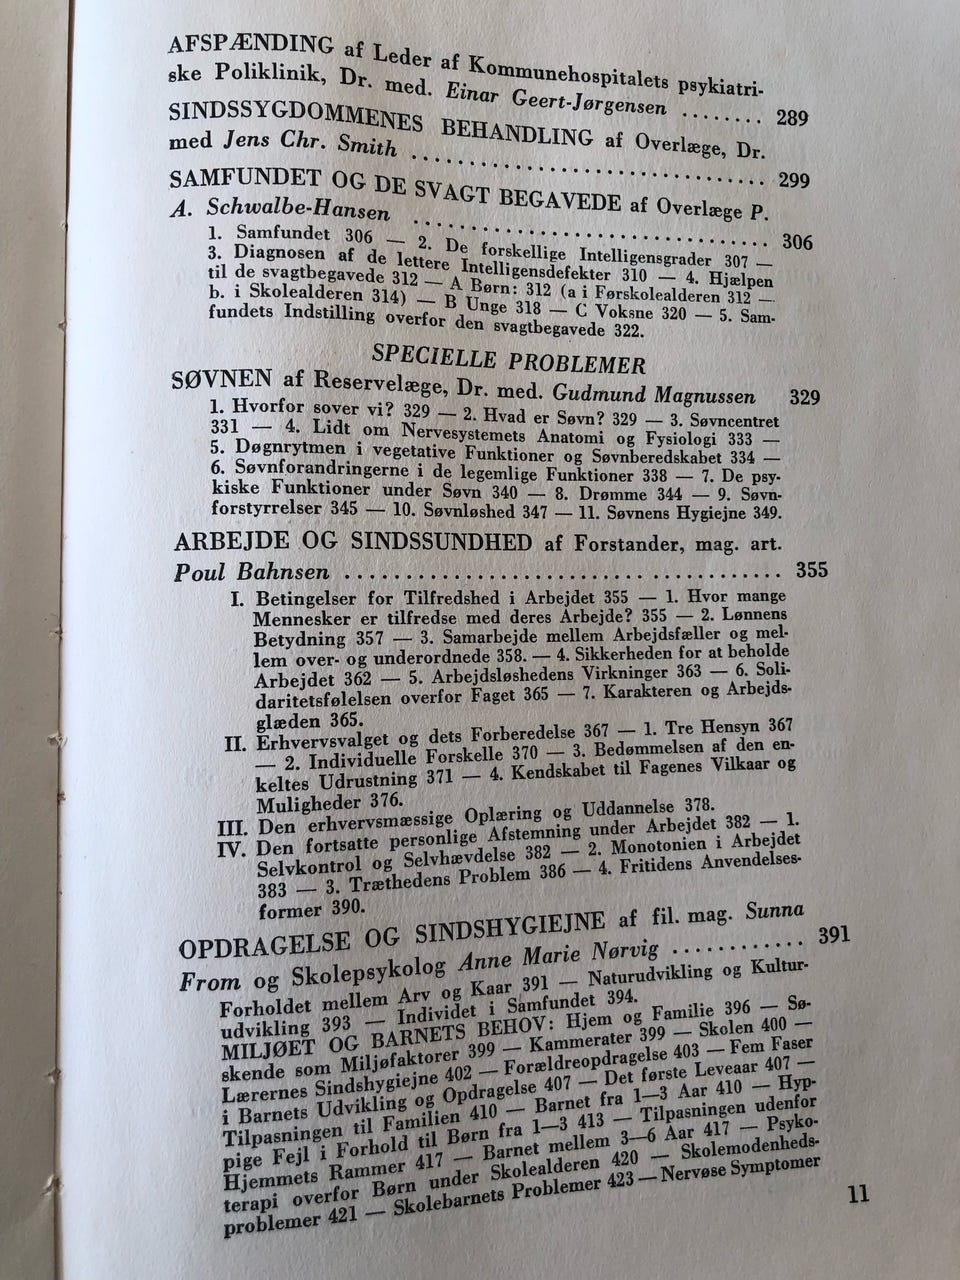 AFSPÆNDING af Leder af Kommunehospitalets psykiatri-
ske Poliklinik, Dr. med. Einar Geert-Jørgensen ........ 289
SINDSSYGDOMMENES BEHANDLING af Overlæge, Dr.
med Jens Chr. Smith .................................. 299
SAMFUNDET OG DE SVAGT BEGAVEDE af Overlæge P.
A. Schwalbe-Hansen .................................. 306
1. Samfundet 306 — 2. De forskellige Intelligensgrader 307 —
3. Diagnosen af de lettere Intelligensdefekter 310 — 4. Hjælpen
til de svagtbegavede 312 — A Børn: 312 (a i Førskolealderen 312 —
b. i Skolealderen 314) — B Unge 318 — C Voksne 320 — 5. Sam-
fundets Indstilling overfor den svagtbegavede 322.
SPECIELLE PROBLEMER
SØVNEN af Reservelæge, Dr. med. Gudmund Magnussen 329
1. Hvorfor sover vi? 329 — 2. Hvad er Søvn? 329 — 3. Søvncentret
331 — 4. Lidt om Nervesystemets Anatomi og Fysiologi 333 —
5. Døgnrytmen i vegetative Funktioner og Søvnberedskabet 334 —
6. Søvnforandringerne i de legemlige Funktioner 338 — 7. De psy-
kiske Funktioner under Søvn 340 — 8. Drømme 344 — 9. Søvn-
forstyrrelser 345 — 10. Søvnløshed 347 — 11. Søvnens Hygiejne 349.
ARBEJDE OG SINDSSUNDHED af Forstander, mag. art.
Poul Bahnsen .................................... 355
I. Betingelser for Tilfredshed i Arbejdet 355 — 1. Hvor mange
Mennesker er tilfredse med deres Arbejde? 355 — 2. Lønnens
Betydning 357 — 3. Samarbejde mellem Arbejdsfæller og mel-
lem over- og underordnede 358. — 4. Sikkerheden for at beholde
Arbejdet 362 — 5. Arbejdsløshedens Virkninger 363 — 6. Soli-
daritetsfølelsen overfor Faget 365 — 7. Karakteren og Arbejds-
glæden 365.
II. Erhvervsvalget og dets Forberedelse 367 — 1. Tre Hensyn 367
— 2. Individuelle Forskelle 370 — 3. Bedømmelsen af den en-
keltes Udrustning 371 — 4. Kendskabet til Fagenes Vilkaar og
Muligheder 376.
III. Den erhvervsmæssige Oplæring og Uddannelse 378.
IV. Den fortsatte personlige Afstemning under Arbejdet 382 — 1.
Selvkontrol og Selvhævdelse 382 — 2. Monotonien i Arbejdet
383 — 3. Træthedens Problem 386 — 4. Fritidens Anvendelses-
former 390.
OPDRAGELSE OG SINDSHYGIEJNE af fil. mag. Sunna
From og Skolepsykolog Anne Marie Nørvig ............ 391
Forholdet mellem Arv og Kaar 391 — Naturudvikling og Kultur-
udvikling 393 — Individet i Samfundet 394.
MILJØET OG BARNETS BEHOV: Hjem og Familie 396 — Sø-
skende som Miljøfaktorer 399 — Kammerater 399 — Skolen 400 —
Lærernes Sindshygiejne 402 — Forældreopdragelse 403 — Fem Faser
i Barnets Udvikling og Opdragelse 407 — Det første Leveaar 407 —
Tilpasningen til Familien 410 — Barnet fra 1—3 Aar 410 — Hyp-
pige Fejl i Forhold til Børn fra 1—3 413 — Tilpasningen udenfor
Hjemmets Rammer 417 — Barnet mellem 3—6 Aar 417 — Psyko-
terapi overfor Børn under Skolealderen 420 — Skolemodenheds-
problemer 421 — Skolebarnets Problemer 423 — Nervøse Symptomer
11